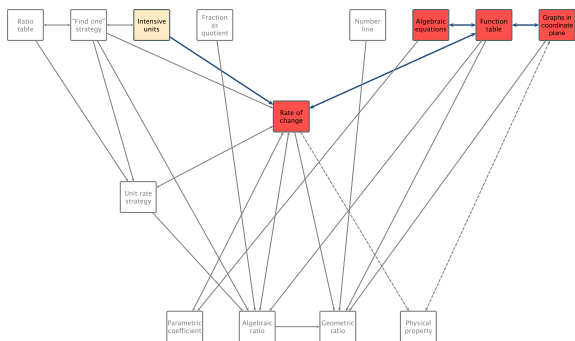 Ratio
table
"Find one"
strategy
Intensive
units
Fraction
as
quotient
Number
line
Algebraic
equations
Function
table
Graphs in
coordinate
plane
Rate of
change
Unit rate
strategy
Parametric
coefficient
Algebraic
ratio
Geometric
ratio
Physical
property